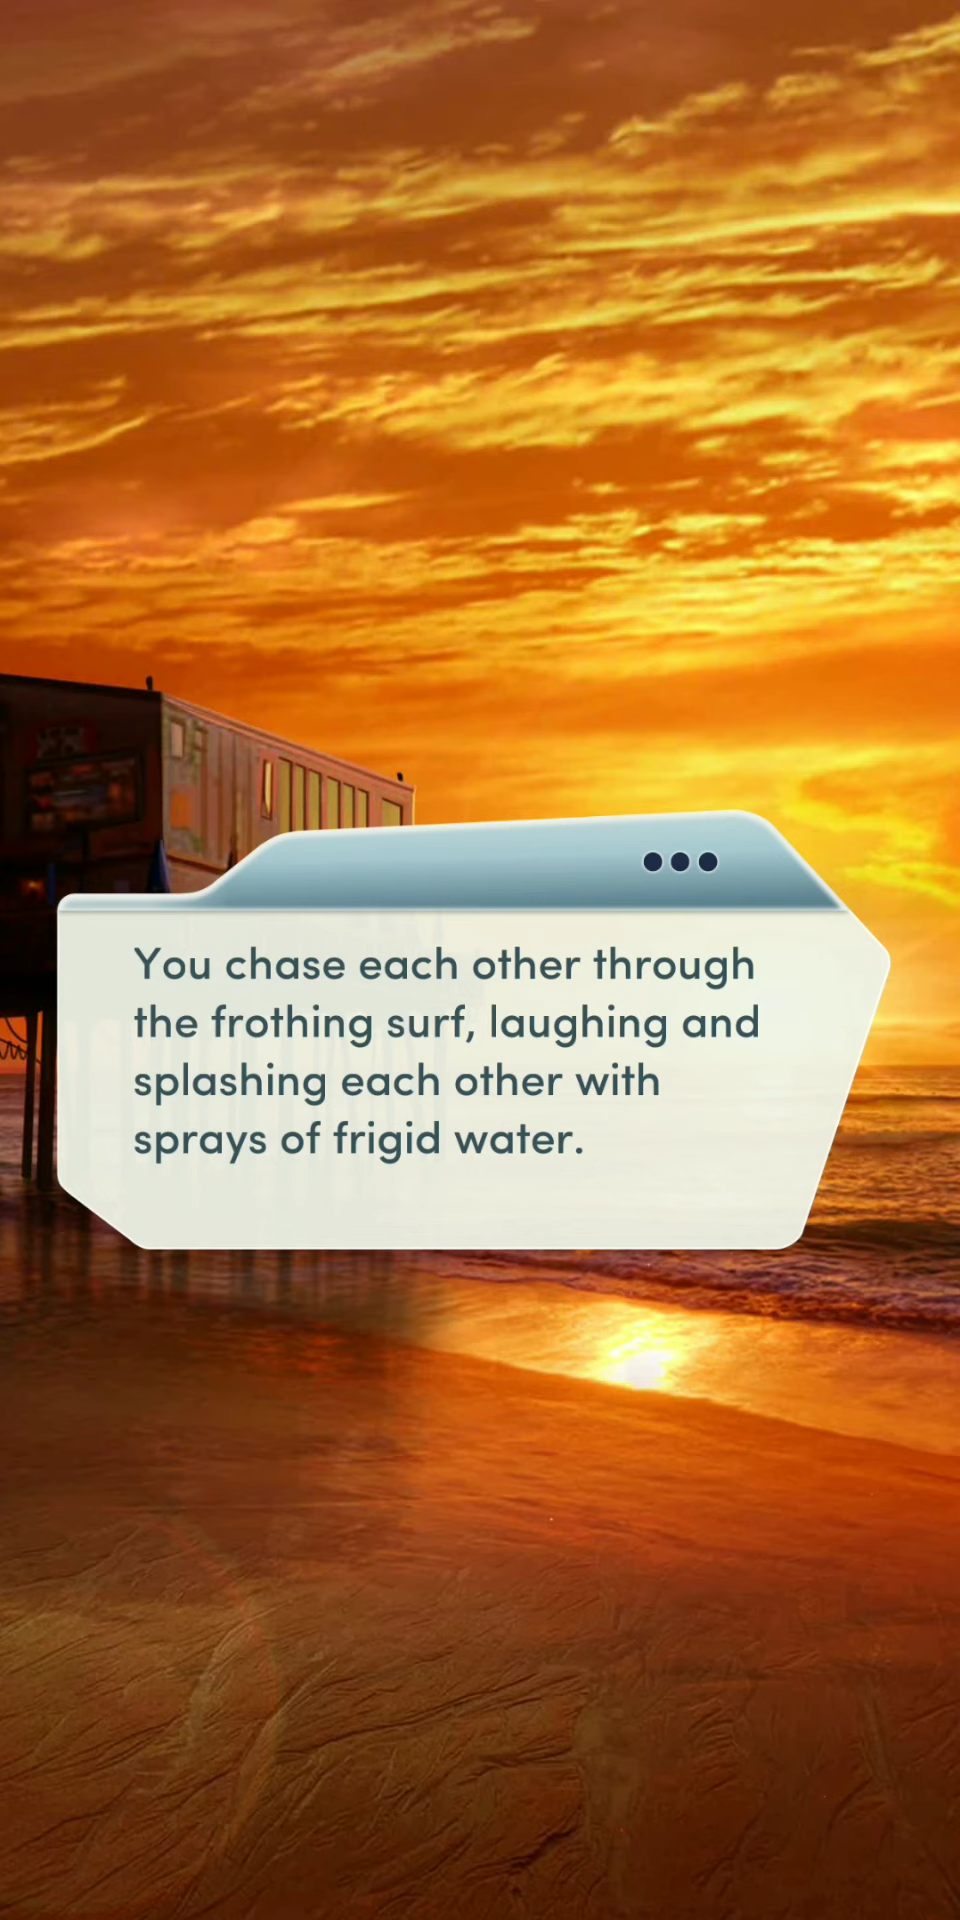 You chase each other through
the frothing surf, laughing and
splashing each other with
sprays of frigid water.